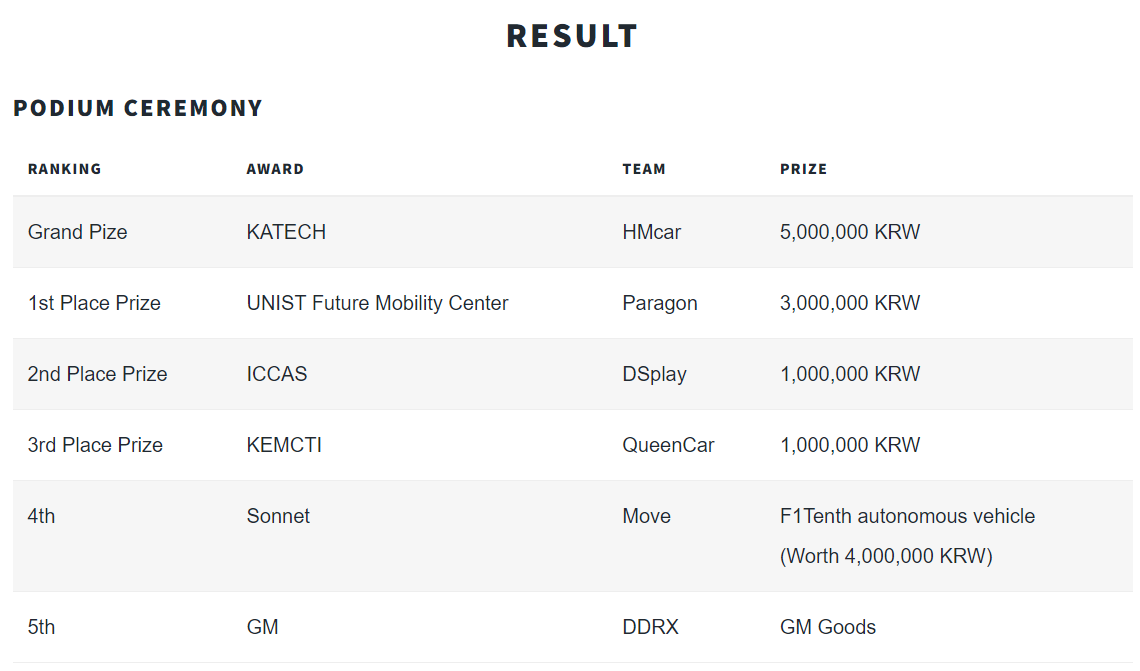 RESULT
PODIUM CEREMONY
RANKING AWARD TEAM PRIZE
Grand Pize KATECH HMcar 5,000,000 KRW
1st Place Prize UNIST Future Mobility Center Paragon 3,000,000 KRW
2nd Place Prize ICCAS DSplay 1,000,000 KRW
3rd Place Prize KEMCTI QueenCar 1,000,000 KRW
4th Sonnet Move F1Tenth autonomous vehicle
(Worth 4,000,000 KRW)
5th GM DDRX GM Goods